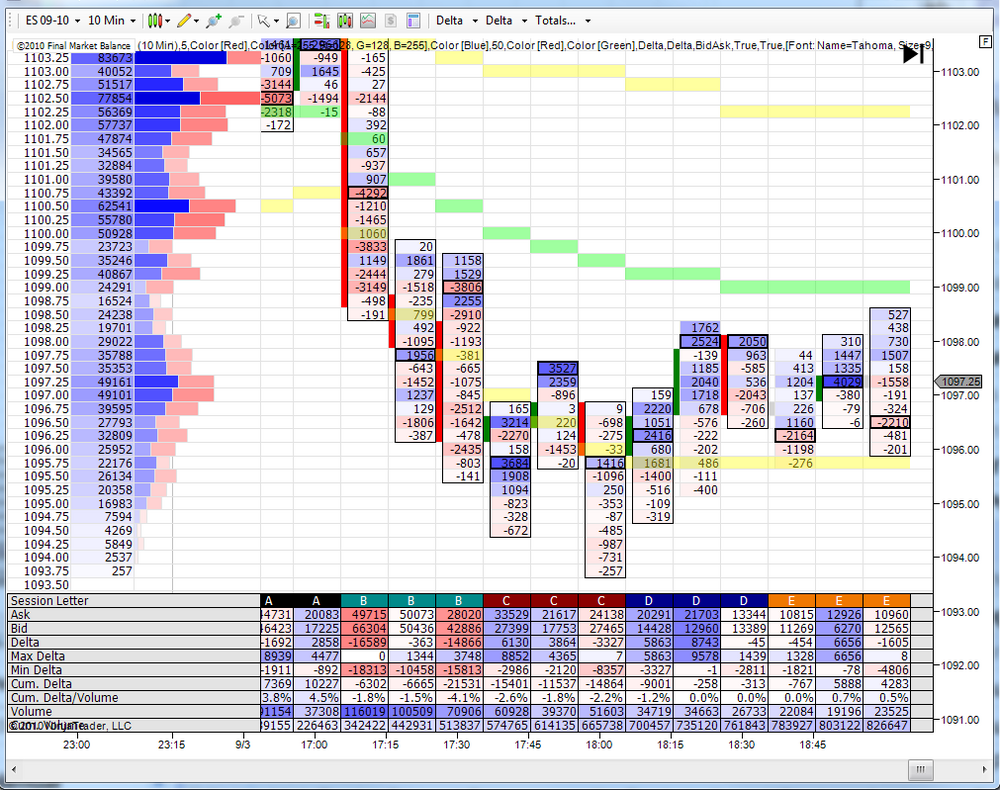 ES 09-10 10 Min Delta Delta Totals...
©2010 Final Market Balance (10 Min),5,Color [Red],Color G=128, B=255],Color [Blue],50,Color [Red],Color [Green],Delta,Delta,BidAsk,True,True,[Font: Name=Tahoma, Size=9, F
1103.25 83673 -1060 -949 -165
1103.00 40052 709 1645 -425 1103.00
1102.75 51517 -3144 46 27
1102.50 77854 -5073 -1494 -2144
1102.25 56369 -2318 -15 -88
1102.00 57737 -172 392 1102.00
1101.75 47874 60
1101.50 34565 657
1101.25 32884 -937
1101.00 39580 907 1101.00
1100.75 43392 -4292
1100.50 62541 -1210
1100.25 55780 -1465
1100.00 50928 1060 1100.00
1099.75 23723 -3833 20
1099.50 35246 1149 1861 1158
1099.25 40867 -2444 279 1529
1099.00 24291 -3149 -1518 -3806 1099.00
1098.75 16524 -498 -235 2255
1098.50 24238 -191 799 -2910 527
1098.25 19701 492 -922 1762 438
1098.00 29022 -1095 -1193 2524 2050 310 730 1098.00
1097.75 35788 1956 -381 -139 963 44 1447 1507
1097.50 35353 -643 -665 3527 1185 -585 413 1335 158
1097.25 49161 -1452 -1075 2359 2040 536 1204 4029 -1558 1097.25
1097.00 49101 1237 -845 -896 159 1718 -2043 137 -380 -191 1097.00
1096.75 39595 129 -2512 165 3 9 2220 678 -706 226 -79 -324
1096.50 27793 -1806 -1642 3214 220 -698 1051 -576 -260 1160 -6 -2210
1096.25 32809 -387 -478 -2270 124 -275 2416 -222 -2164 -481
1096.00 25952 -2435 158 -1453 -33 680 -202 -1198 -201 1096.00
1095.75 22176 -803 3684 -20 1416 1681 486 -276
1095.50 26134 -141 1908 -1096 -1400 -111
1095.25 20358 1094 250 -516 -400
1095.00 16983 -823 -353 -109 1095.00
1094.75 7594 -328 -87 -319
1094.50 4269 -672 -485
1094.25 5849 -987
1094.00 2537 -731 1094.00
1093.75 257 -257
1093.50
Session Letter A A B B B C C C D D D E E E
Ask 44731 20083 49715 50073 28020 33529 21617 24138 20291 21703 13344 10815 12926 10960 1093.00
Bid 46423 17225 66304 50436 42886 27399 17753 27465 14428 12960 13389 11269 6270 12565
Delta -1692 2858 -16589 -363 -14866 6130 3864 -3327 5863 8743 -45 -454 6656 -1605
Max Delta 8939 4477 0 1344 3748 8852 4365 7 5863 9578 1439 1328 6656 8
Min Delta -1911 -892 -18313 -10458 -15813 -2986 -2120 -8357 -3327 -1 -2811 -1821 -78 -4806 1092.00
Cum. Delta 7369 10227 -6302 -6665 -21531 -15401 -11537 -14864 -9001 -258 -313 -767 5888 4283
Cum. Delta/Volume 3.8% 4.5% -1.8% -1.5% -4.1% -2.6% -1.8% -2.2% -1.2% 0.0% 0.0% 0.0% 0.7% 0.5%
Volume 91154 37308 116019 100509 70906 60928 39370 51603 34719 34663 26733 22084 19196 23525
LLC 39155 226463 342422 442931 513837 574765 614135 665738 700457 735120 761843 783927 803122 826647 1091.00
23:00 23:15 9/3 17:00 17:15 17:30 17:45 18:00 18:15 18:30 18:45